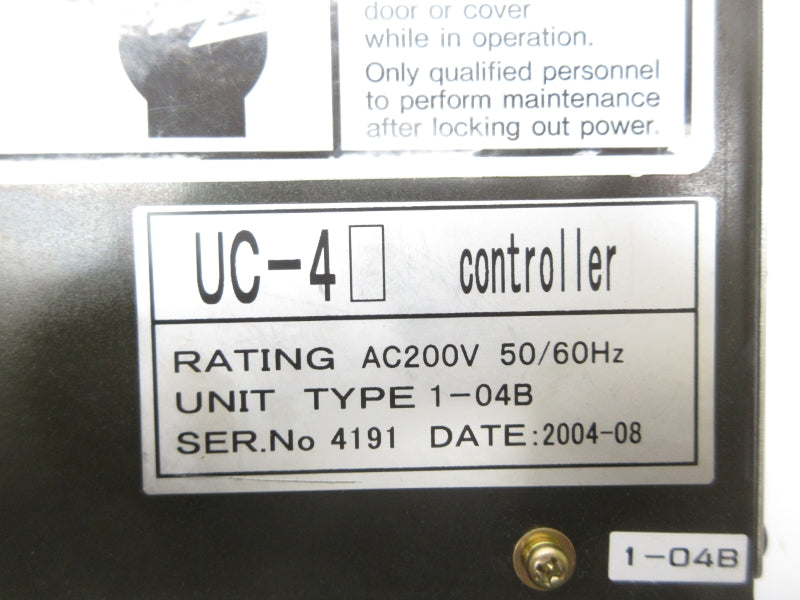 door or cover
while in operation.
Only qualified personnel
to perform maintenance
after locking out power.
UC-4□ controller
RATING AC200V 50/60Hz
UNIT TYPE 1-04B
SER.No 4191 DATE:2004-08
1-04B